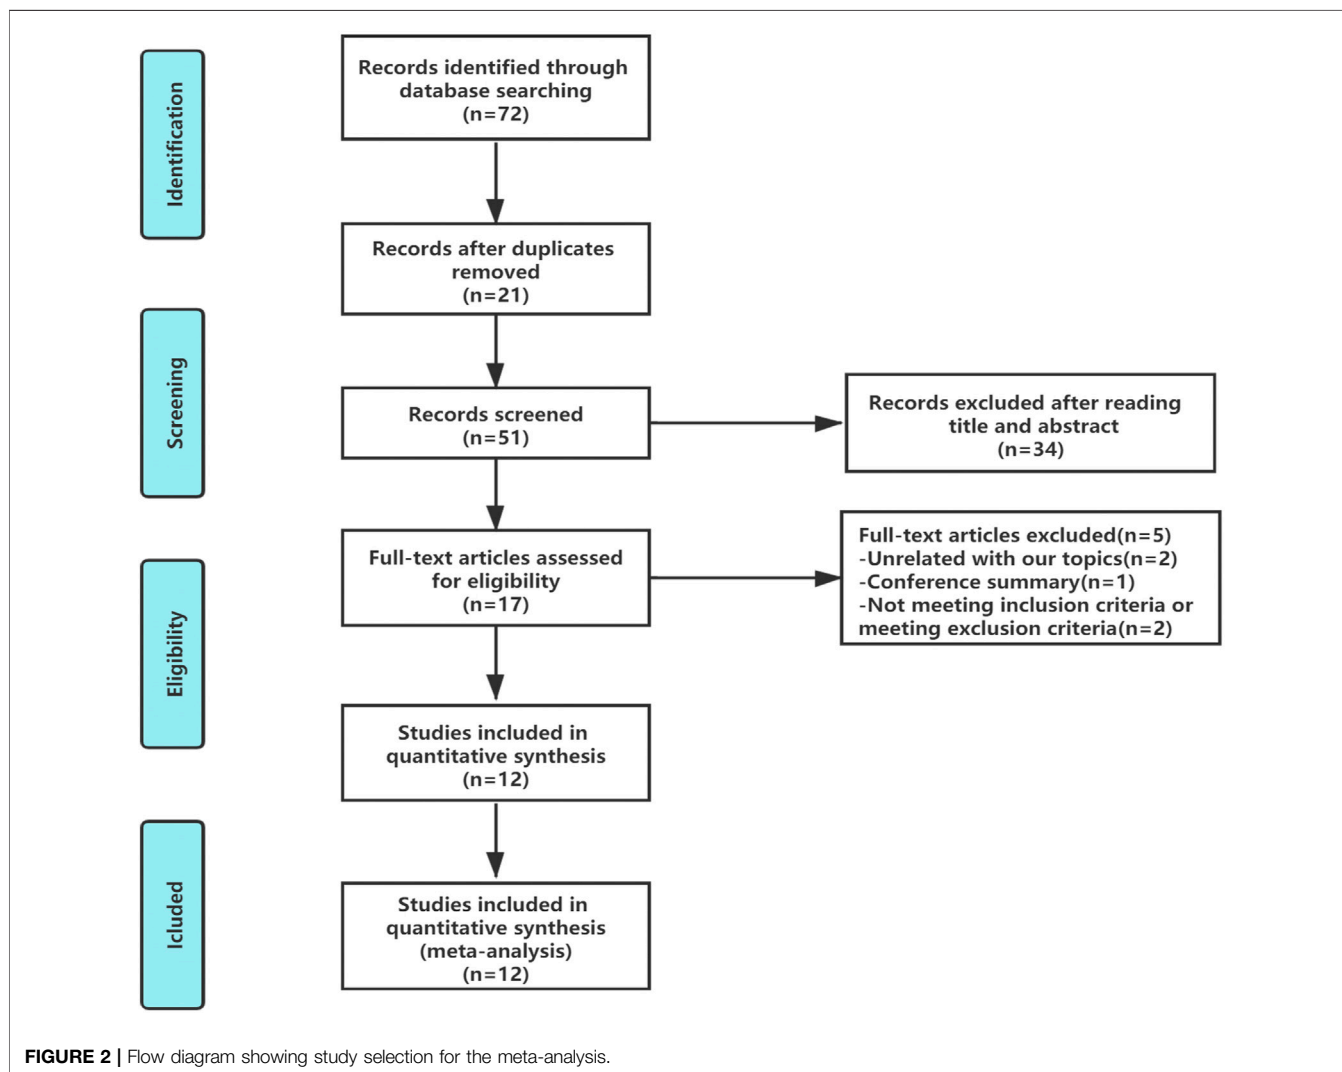 Identification
Records identified through
database searching
(n=72)
Records after duplicates
removed
(n=21)
Screening
Records screened
(n=51)
Records excluded after reading
title and abstract
(n=34)
Eligibility
Full-text articles assessed
for eligibility
(n=17)
Full-text articles excluded(n=5)
-Unrelated with our topics(n=2)
-Conference summary(n=1)
-Not meeting inclusion criteria or
meeting exclusion criteria(n=2)
Studies included in
quantitative synthesis
(n=12)
Icluded
Studies included in
quantitative synthesis
(meta-analysis)
(n=12)
FIGURE 2 | Flow diagram showing study selection for the meta-analysis.